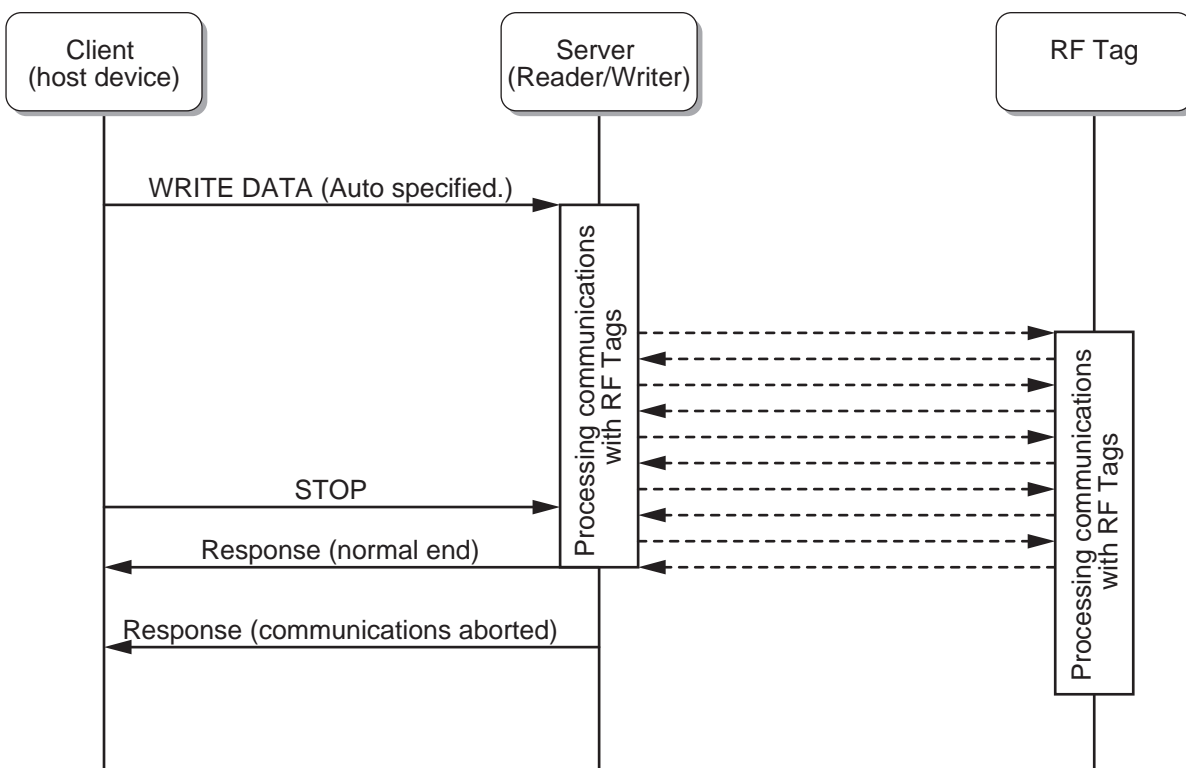 Client
(host device)
Server
(Reader/Writer)
RF Tag
WRITE DATA (Auto specified.)
Processing communications
with RF Tags
Processing communications
with RF Tags
STOP
Response (normal end)
Response (communications aborted)